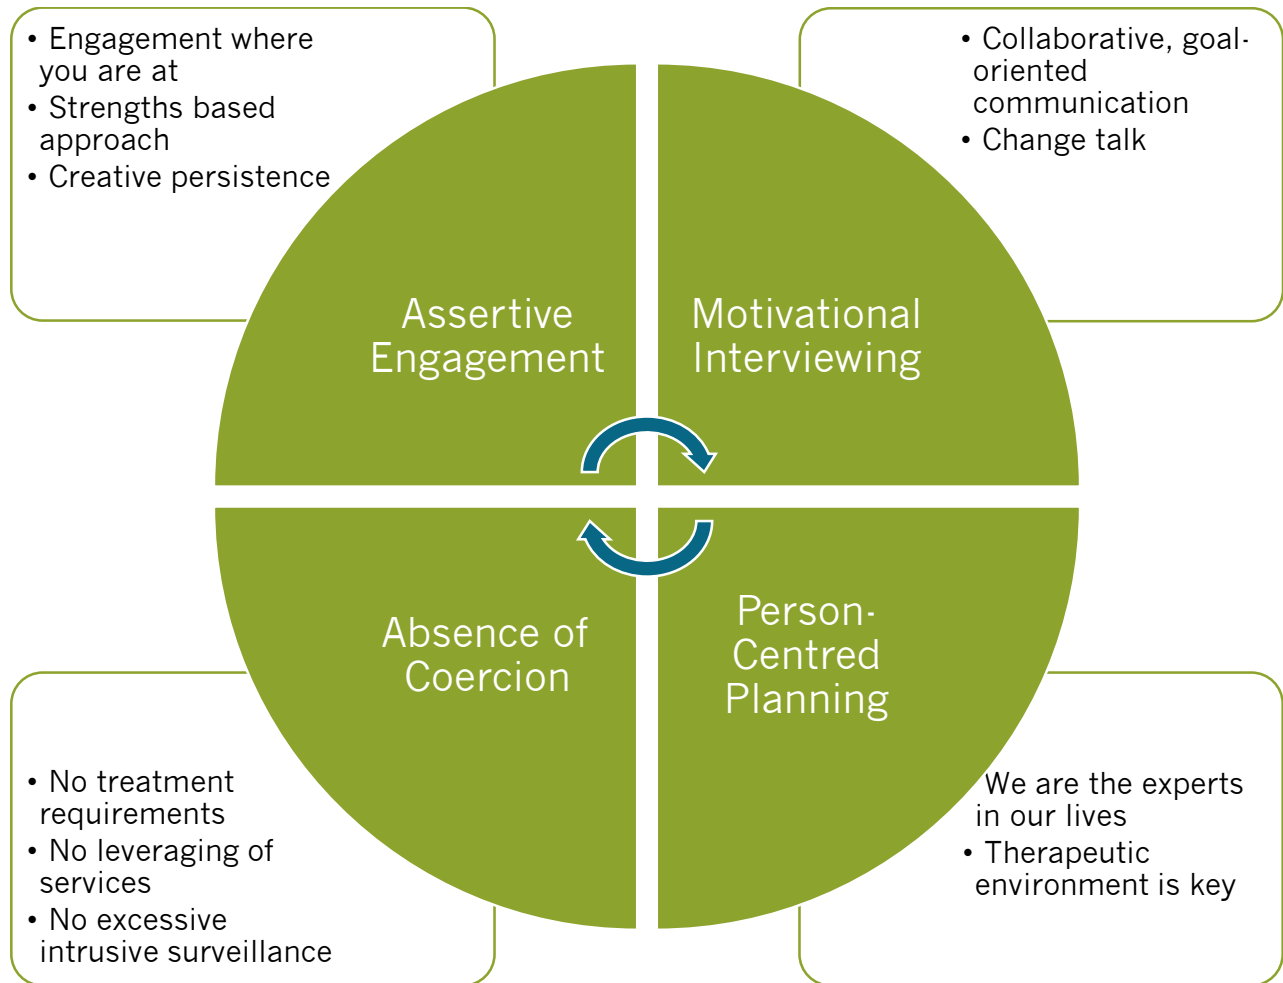 • Engagement where
you are at
• Strengths based
approach
• Creative persistence
• Collaborative, goal-
oriented
communication
• Change talk
Assertive
Engagement
Motivational
Interviewing
Absence of
Coercion
Person-
Centred
Planning
• No treatment
requirements
• No leveraging of
services
• No excessive
intrusive surveillance
We are the experts
in our lives
• Therapeutic
environment is key